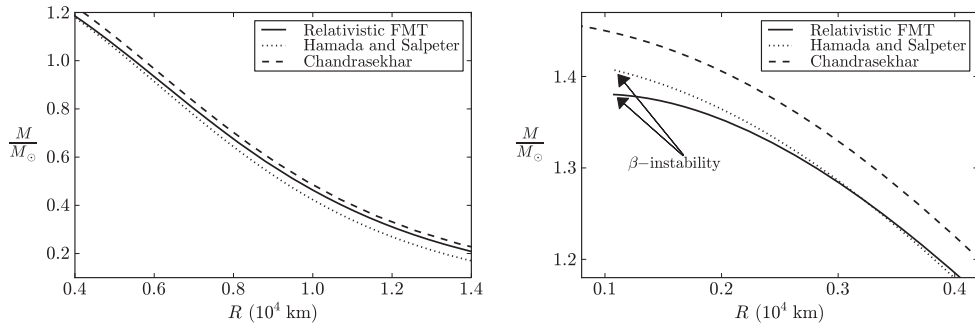 1.2
1.0
0.8
0.6
0.4
0.2
M
M⊙
0.4 0.6 0.8 1.0 1.2 1.4
R (10⁴ km)
Relativistic FMT
Hamada and Salpeter
Chandrasekhar
1.4
1.3
1.2
M
M⊙
0.1 0.2 0.3 0.4
R (10⁴ km)
Relativistic FMT
Hamada and Salpeter
Chandrasekhar
β−instability